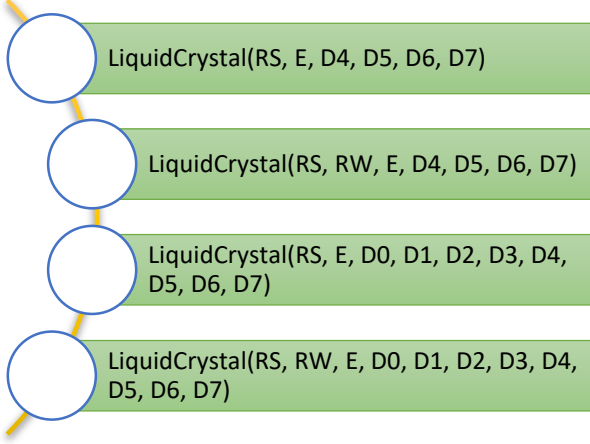 LiquidCrystal(RS, E, D4, D5, D6, D7)
LiquidCrystal(RS, RW, E, D4, D5, D6, D7)
LiquidCrystal(RS, E, D0, D1, D2, D3, D4,
D5, D6, D7)
LiquidCrystal(RS, RW, E, D0, D1, D2, D3, D4,
D5, D6, D7)